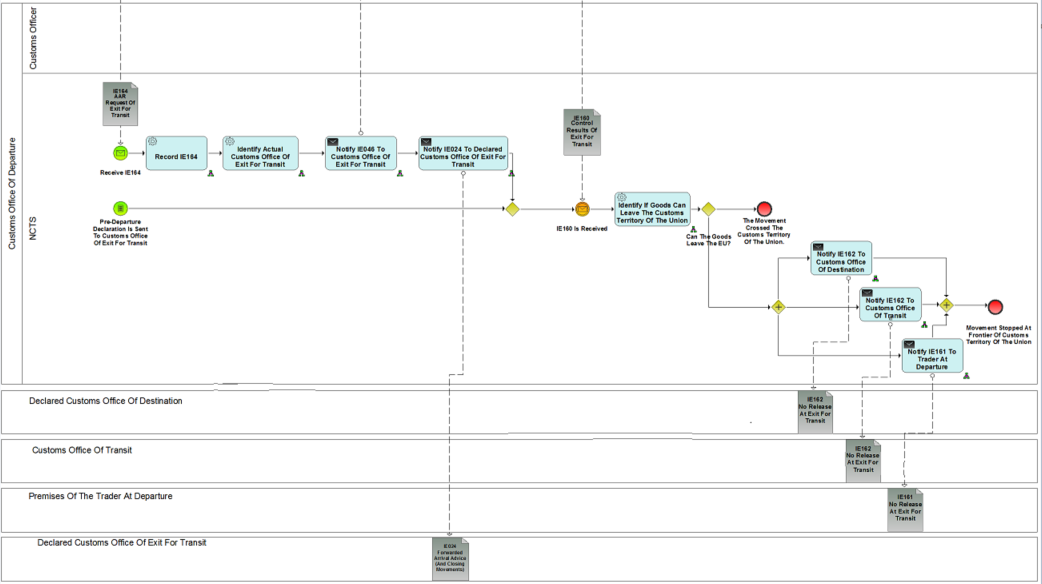 Customs Office Of Departure
Customs Officer
NCTS
IE164
AAR
Request Of
Exit For
Transit
Receive IE164
Record IE164
Identify Actual
Customs Office Of
Exit For Transit
Notify IE046 To
Customs Office Of
Exit For Transit
Notify IE024 To Declared
Customs Office Of Exit For
Transit
IE160
Control
Results Of
Exit For
Transit
Pre-Departure
Declaration Is Sent
To Customs Office
Of Exit For Transit
IE160 Is Received
Identify If Goods Can
Leave The Customs
Territory Of The Union
Can The Goods
Leave The EU?
The Movement
Crossed The
Customs Territory
Of The Union.
Notify IE162 To
Customs Office
Of Destination
Notify IE162 To
Customs Office
Of Transit
Notify IE161 To
Trader At
Departure
Movement Stopped At
Frontier Of Customs
Territory Of The Union
Declared Customs Office Of Destination
IE162
No Release
At Exit For
Transit
Customs Office Of Transit
IE162
No Release
At Exit For
Transit
Premises Of The Trader At Departure
IE161
No Release
At Exit For
Transit
Declared Customs Office Of Exit For Transit
IE024
Forwarded
Arrival Advice
(And Closing
Movements)